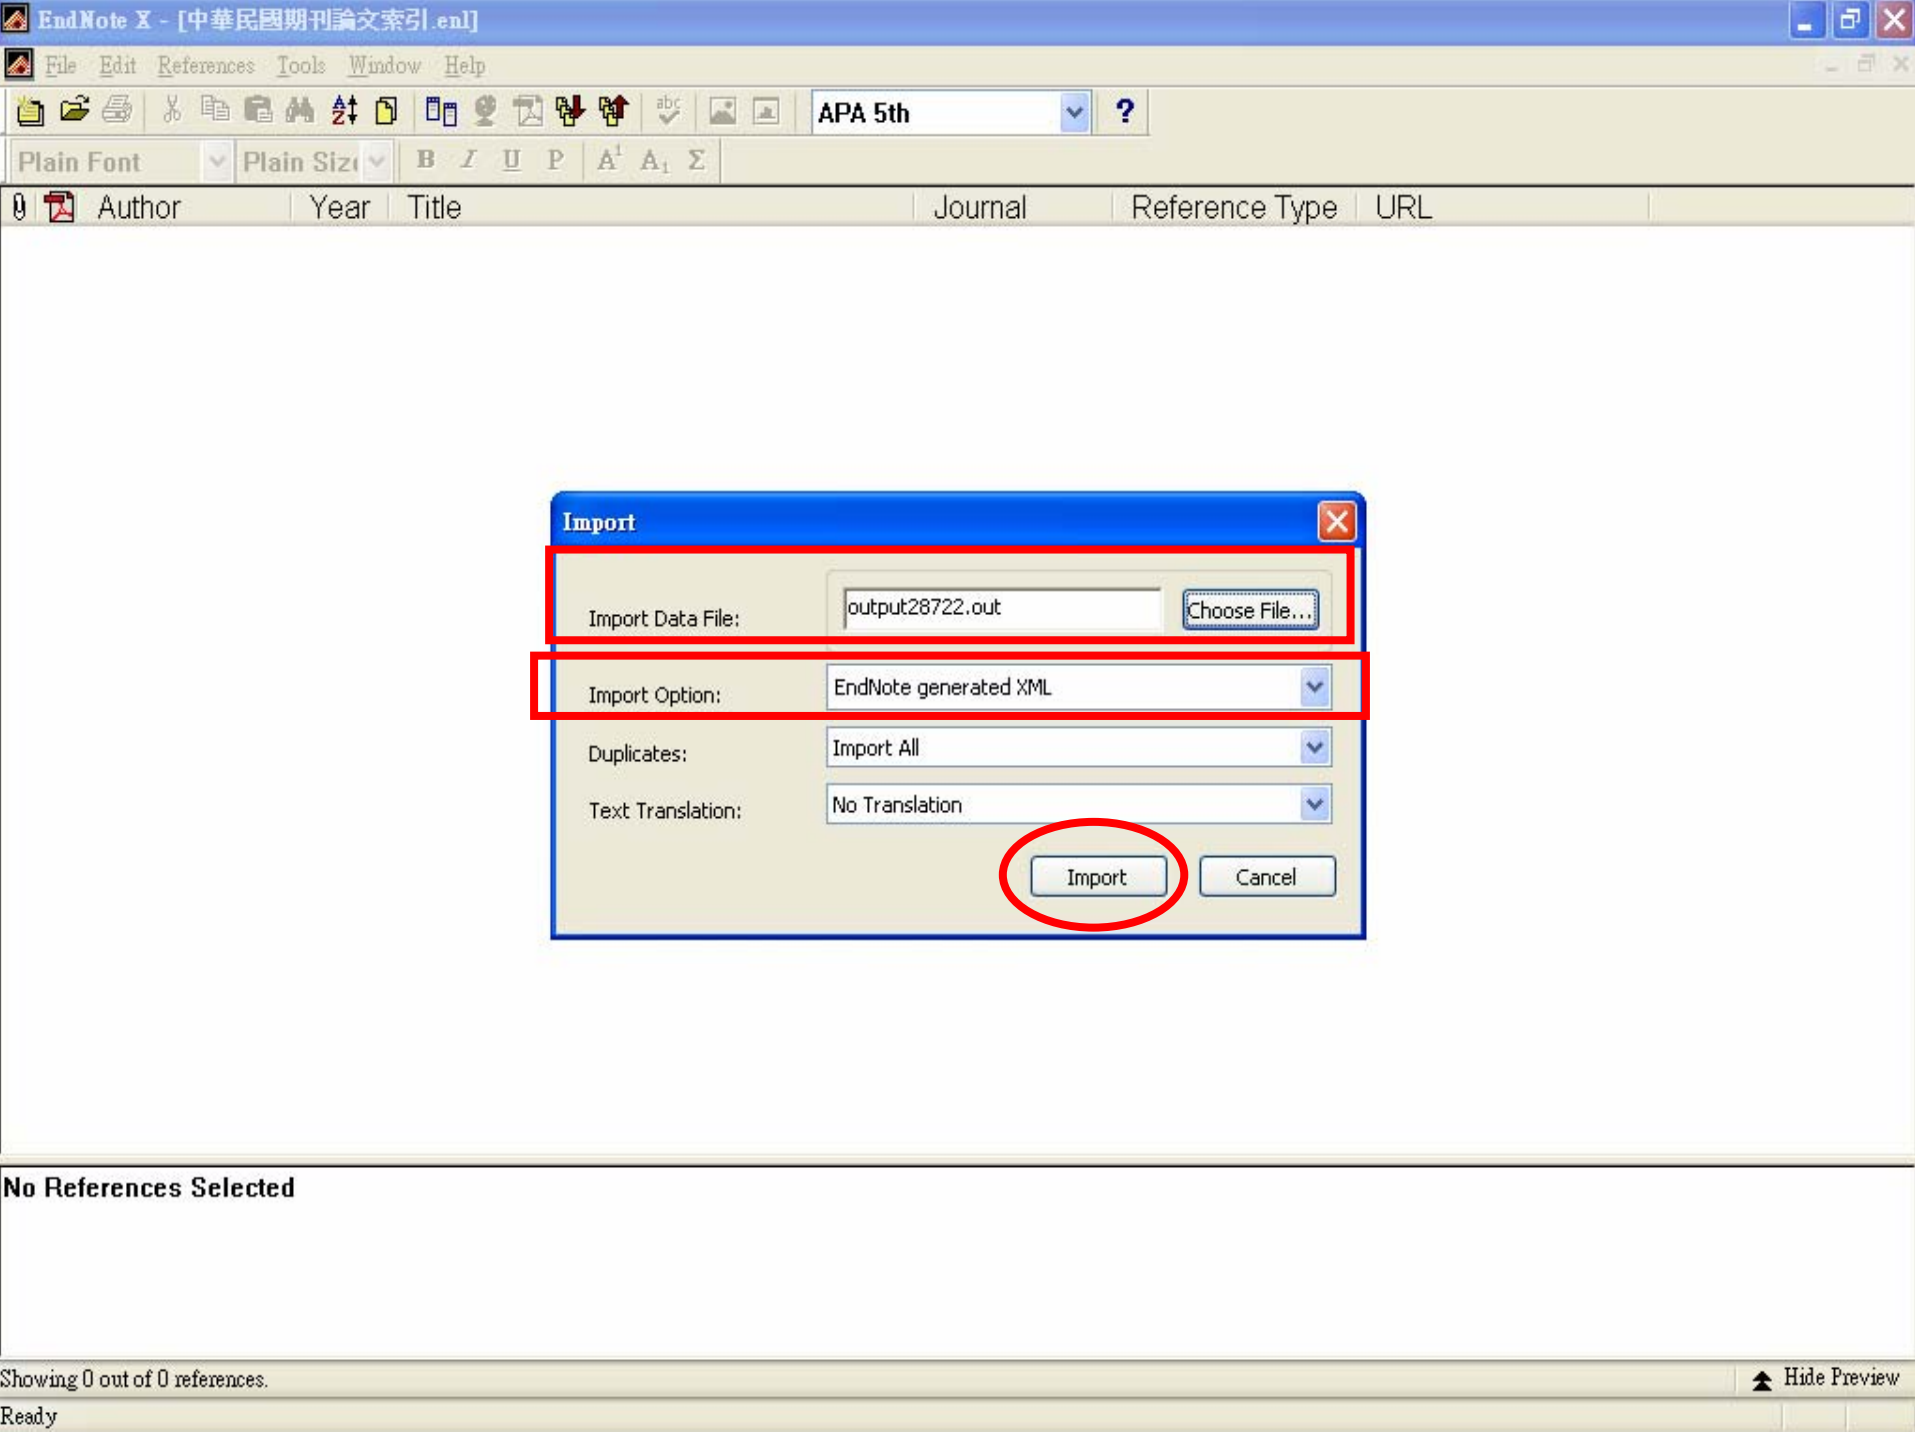 EndNote X - [中華民國期刊論文索引.enl]
File Edit References Tools Window Help
APA 5th
?
Plain Font Plain Siz B I U P A¹ A₁ Σ
Author Year Title Journal Reference Type URL
Import
Import Data File: output28722.out Choose File...
Import Option: EndNote generated XML
Duplicates: Import All
Text Translation: No Translation
Import Cancel
No References Selected
Showing 0 out of 0 references. Hide Preview
Ready